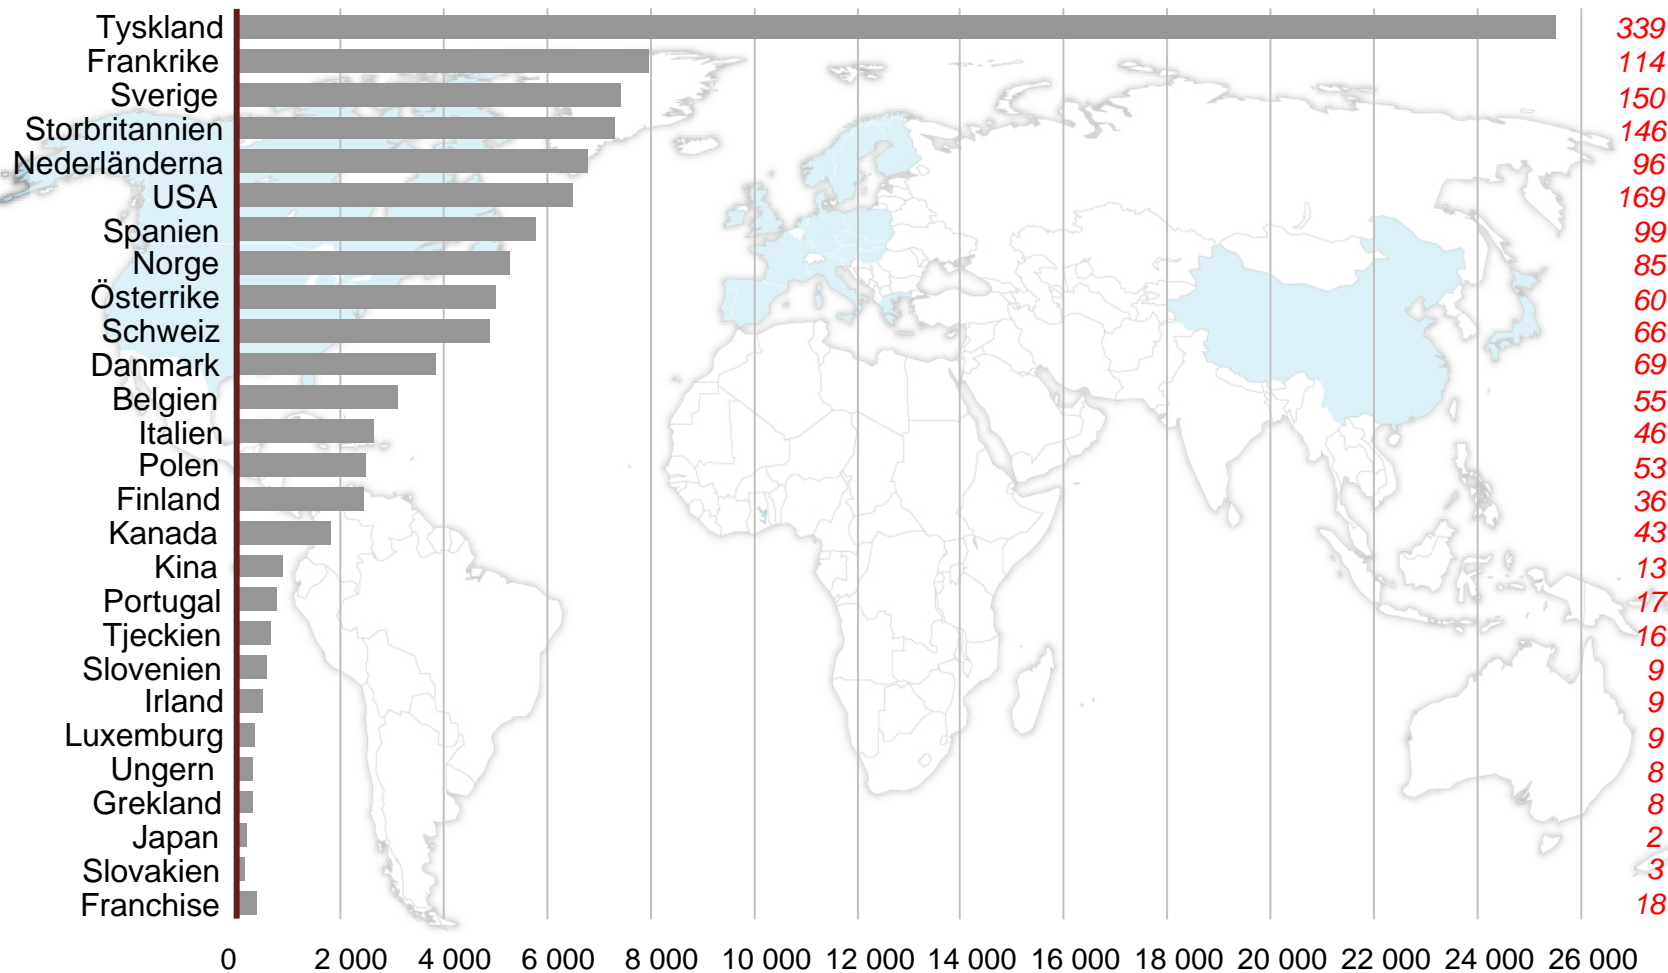 Tyskland 339
Frankrike 114
Sverige 150
Storbritannien 146
Nederländerna 96
USA 169
Spanien 99
Norge 85
Österrike 60
Schweiz 66
Danmark 69
Belgien 55
Italien 46
Polen 53
Finland 36
Kanada 43
Kina 13
Portugal 17
Tjeckien 16
Slovenien 9
Irland 9
Luxemburg 9
Ungern 8
Grekland 8
Japan 2
Slovakien 3
Franchise 18
0 2 000 4 000 6 000 8 000 10 000 12 000 14 000 16 000 18 000 20 000 22 000 24 000 26 000